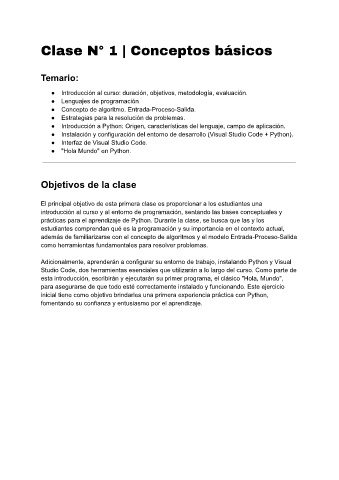 Clase N° 1 | Conceptos básicos
Temario:
● Introducción al curso: duración, objetivos, metodología, evaluación.
● Lenguajes de programación
● Concepto de algoritmo. Entrada-Proceso-Salida.
● Estrategias para la resolución de problemas.
● Introducción a Python: Origen, características del lenguaje, campo de aplicación.
● Instalación y configuración del entorno de desarrollo (Visual Studio Code + Python).
● Interfaz de Visual Studio Code.
● "Hola Mundo" en Python.
Objetivos de la clase
El principal objetivo de esta primera clase es proporcionar a los estudiantes una
introducción al curso y al entorno de programación, sentando las bases conceptuales y
prácticas para el aprendizaje de Python. Durante la clase, se busca que las y los
estudiantes comprendan qué es la programación y su importancia en el contexto actual,
además de familiarizarse con el concepto de algoritmos y el modelo Entrada-Proceso-Salida
como herramientas fundamentales para resolver problemas.
Adicionalmente, aprenderán a configurar su entorno de trabajo, instalando Python y Visual
Studio Code, dos herramientas esenciales que utilizarán a lo largo del curso. Como parte de
esta introducción, escribirán y ejecutarán su primer programa, el clásico "Hola, Mundo",
para asegurarse de que todo esté correctamente instalado y funcionando. Este ejercicio
inicial tiene como objetivo brindarles una primera experiencia práctica con Python,
fomentando su confianza y entusiasmo por el aprendizaje.